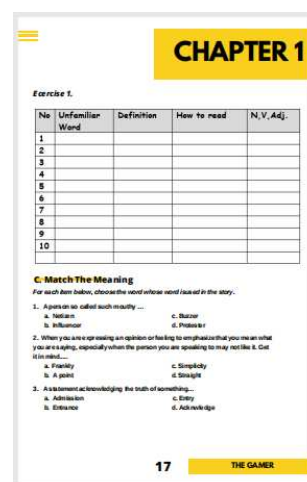 CHAPTER 1
Exercise 1.
No Unfamiliar Word Definition How to read N,V,Adj.
1
2
3
4
5
6
7
8
9
10
C. Match The Meaning
For each item below, choose the word whose word is used in the story.
1. A person so called such mouthy ...
a. Netizen c. Buzzer
b. Influencer d. Protester
2. When you are expressing an opinion or feeling to emphasize that you mean what
you are saying, especially when the person you are speaking to may not like it. Get
it in mind....
a. Frankly c. Simplicity
b. A point d. Straight
3. A statement acknowledging the truth of something...
a. Admission c. Entry
b. Entrance d. Acknowledge
17 THE GAMER